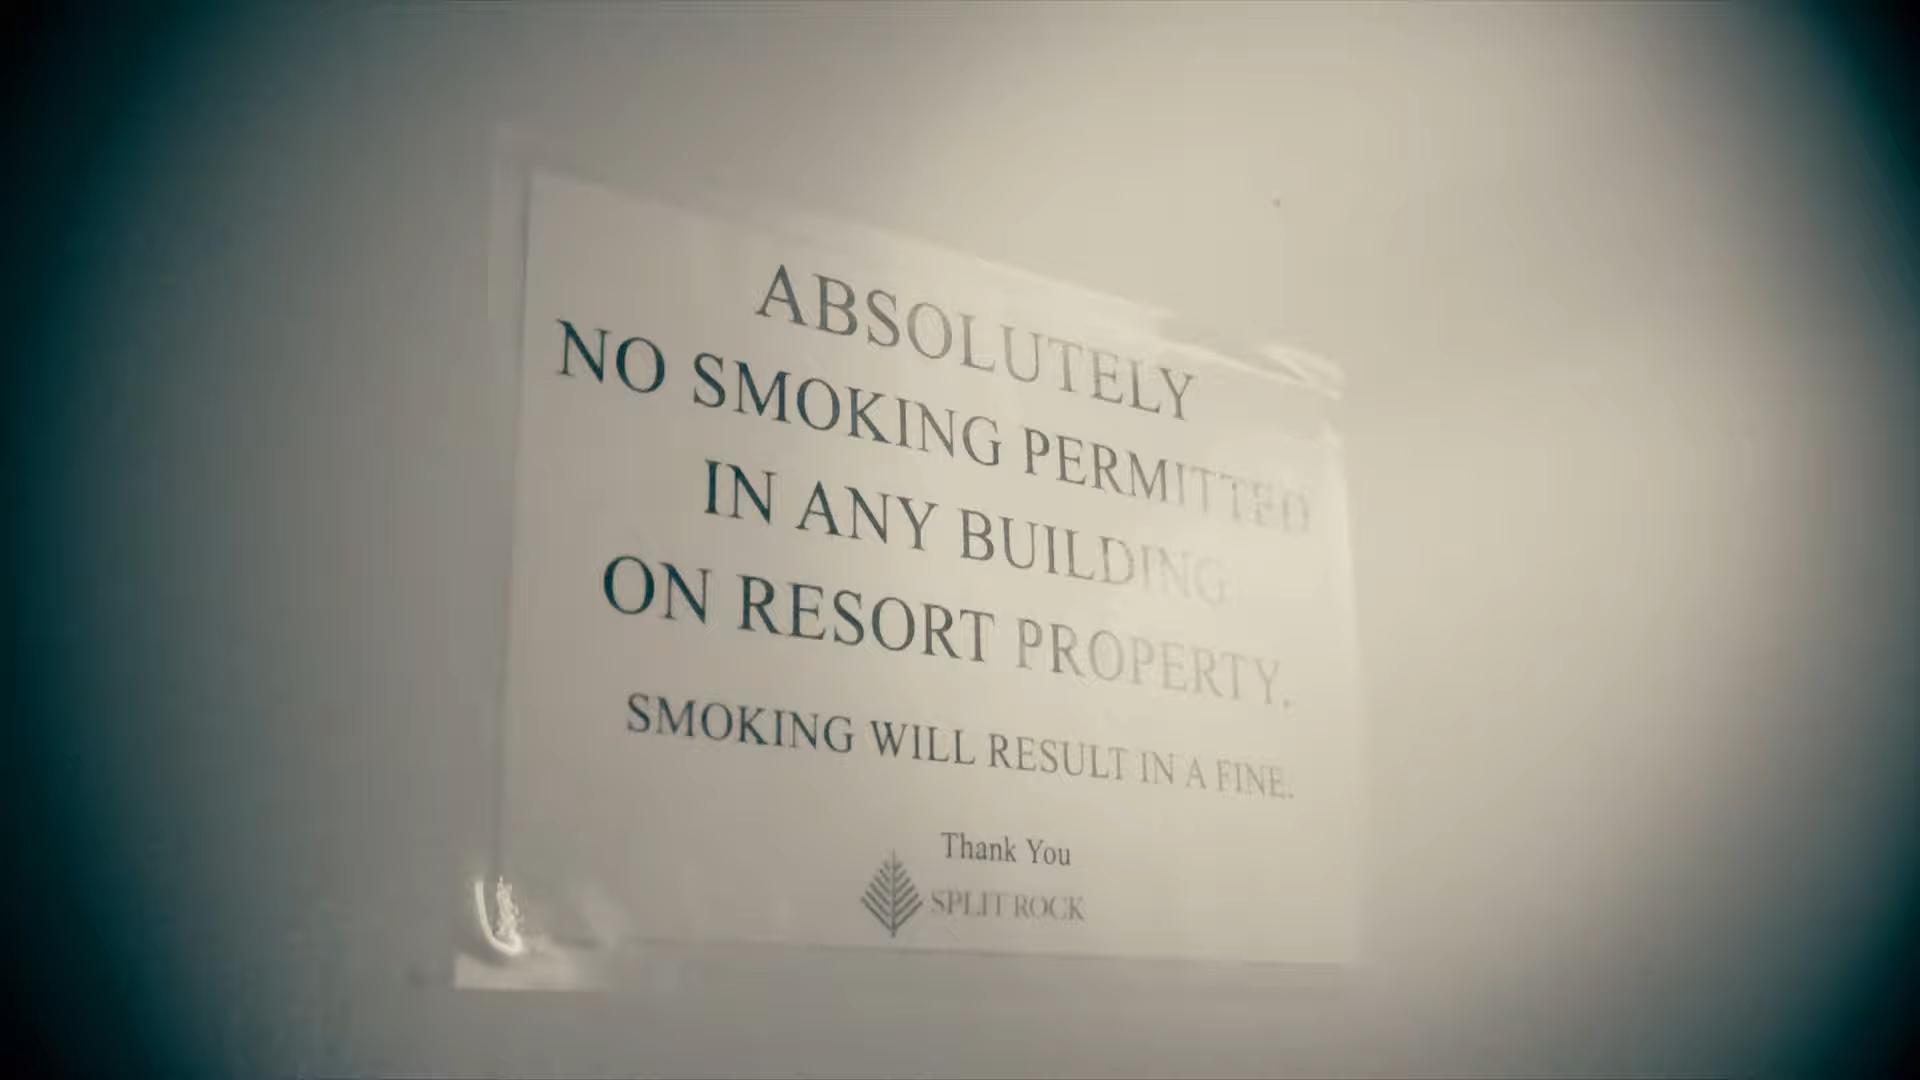 ABSOLUTELY
NO SMOKING PERMITTED
IN ANY BUILDING
ON RESORT PROPERTY.
SMOKING WILL RESULT IN A FINE.
Thank You
SPLIT ROCK